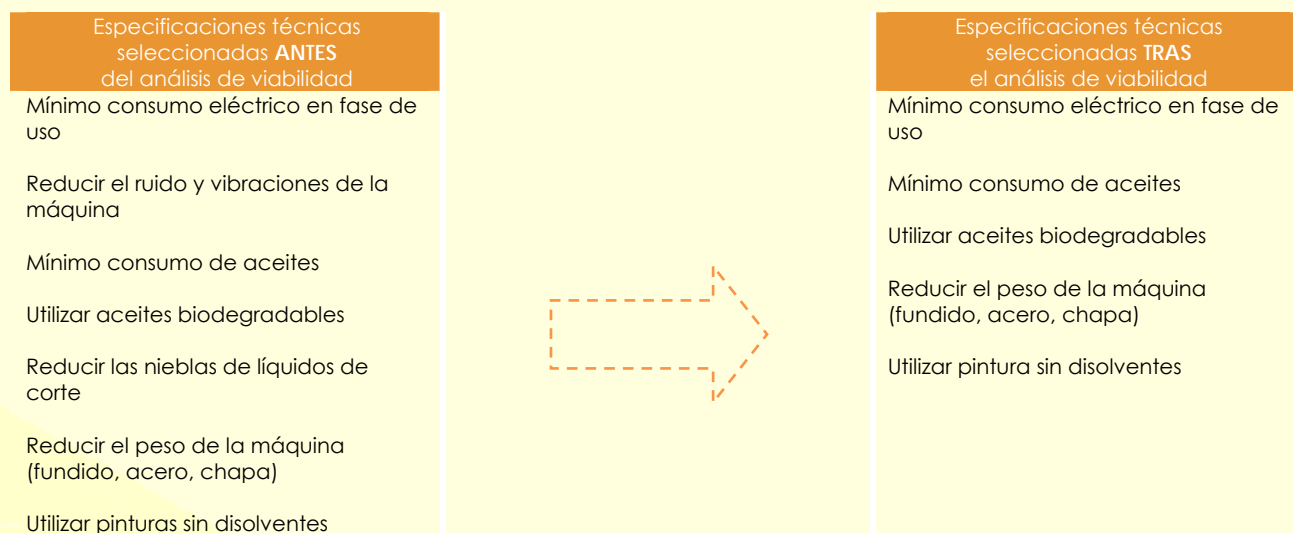 Especificaciones técnicas
seleccionadas ANTES
del análisis de viabilidad
Mínimo consumo eléctrico en fase de
uso
Reducir el ruido y vibraciones de la
máquina
Mínimo consumo de aceites
Utilizar aceites biodegradables
Reducir las nieblas de líquidos de
corte
Reducir el peso de la máquina
(fundido, acero, chapa)
Utilizar pinturas sin disolventes
Especificaciones técnicas
seleccionadas TRAS
el análisis de viabilidad
Mínimo consumo eléctrico en fase de
uso
Mínimo consumo de aceites
Utilizar aceites biodegradables
Reducir el peso de la máquina
(fundido, acero, chapa)
Utilizar pintura sin disolventes